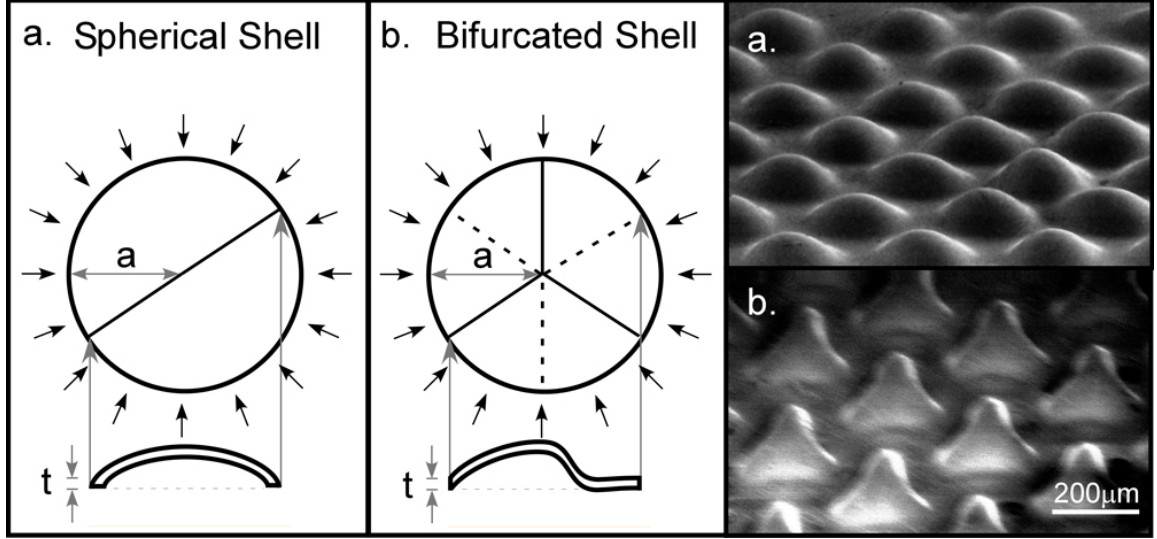 a. Spherical Shell
a
t
b. Bifurcated Shell
a
t
a.
b.
200μm